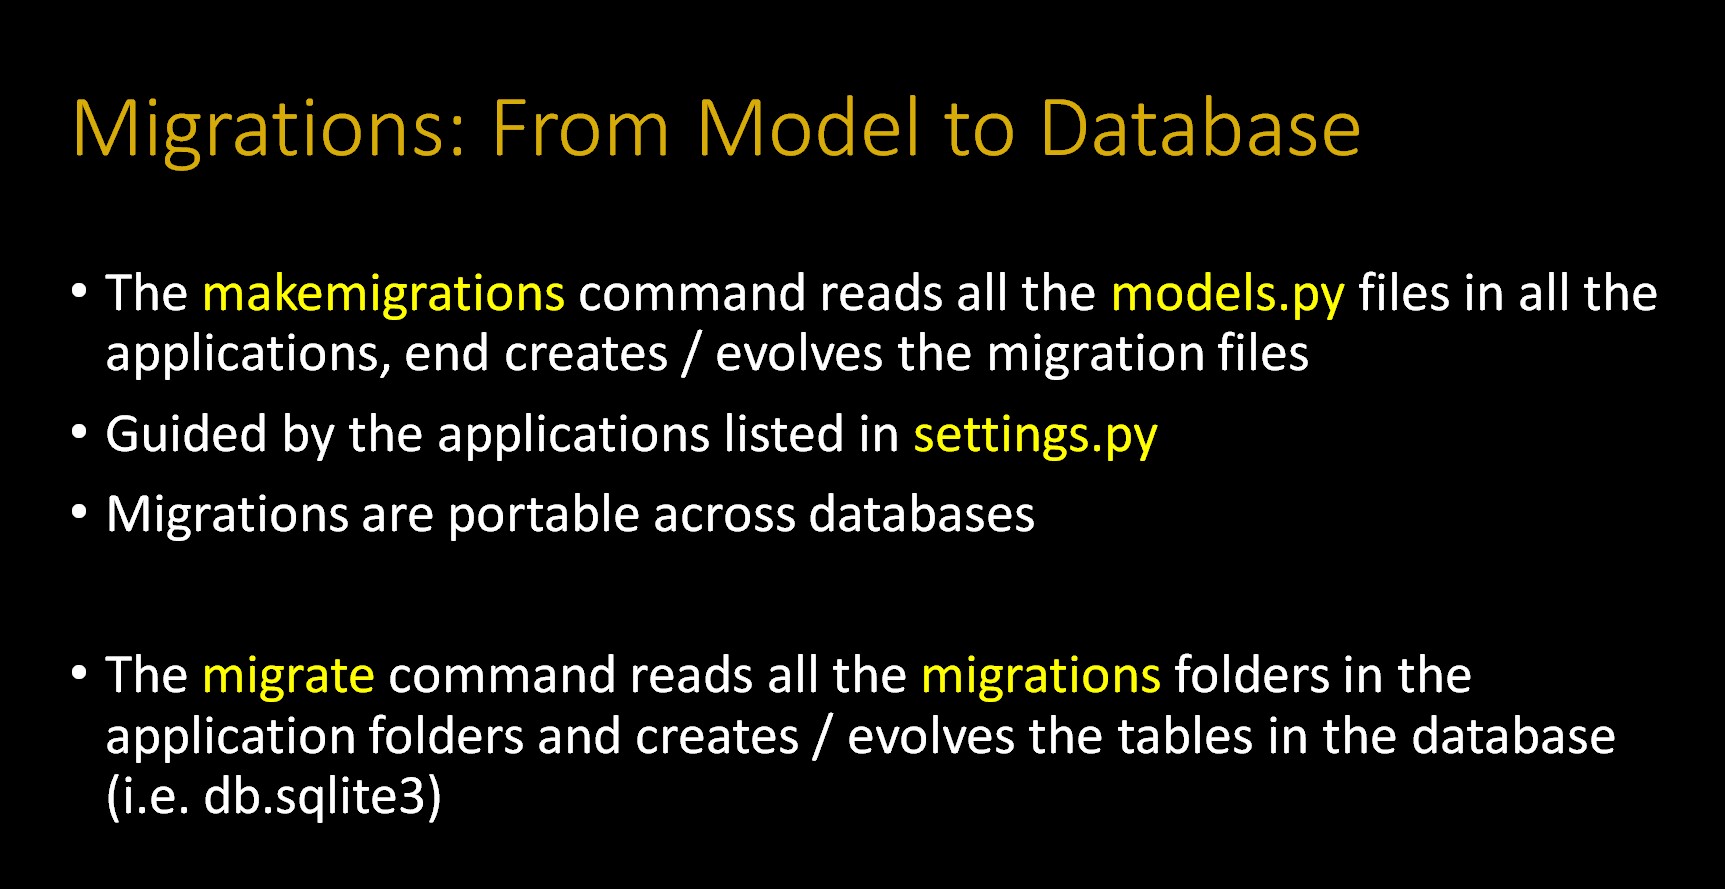 Migrations: From Model to Database
• The makemigrations command reads all the models.py files in all the
applications, end creates / evolves the migration files
• Guided by the applications listed in settings.py
• Migrations are portable across databases
• The migrate command reads all the migrations folders in the
application folders and creates / evolves the tables in the database
(i.e. db.sqlite3)